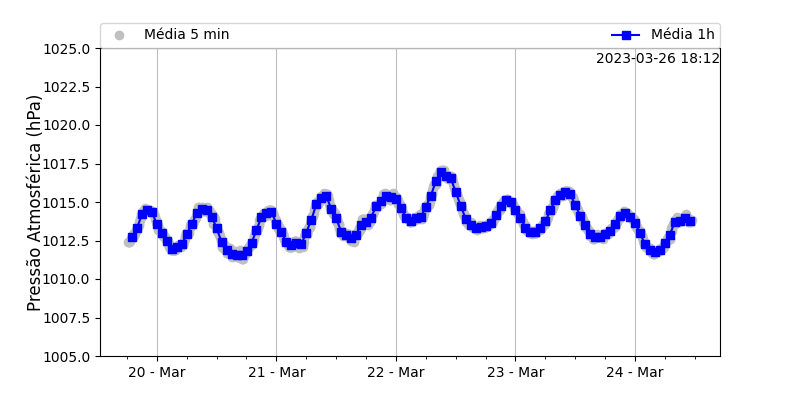 Média 5 min
Média 1h
2023-03-26 18:12
Pressão Atmosférica (hPa)
1025.0
1022.5
1020.0
1017.5
1015.0
1012.5
1010.0
1007.5
1005.0
20 - Mar
21 - Mar
22 - Mar
23 - Mar
24 - Mar